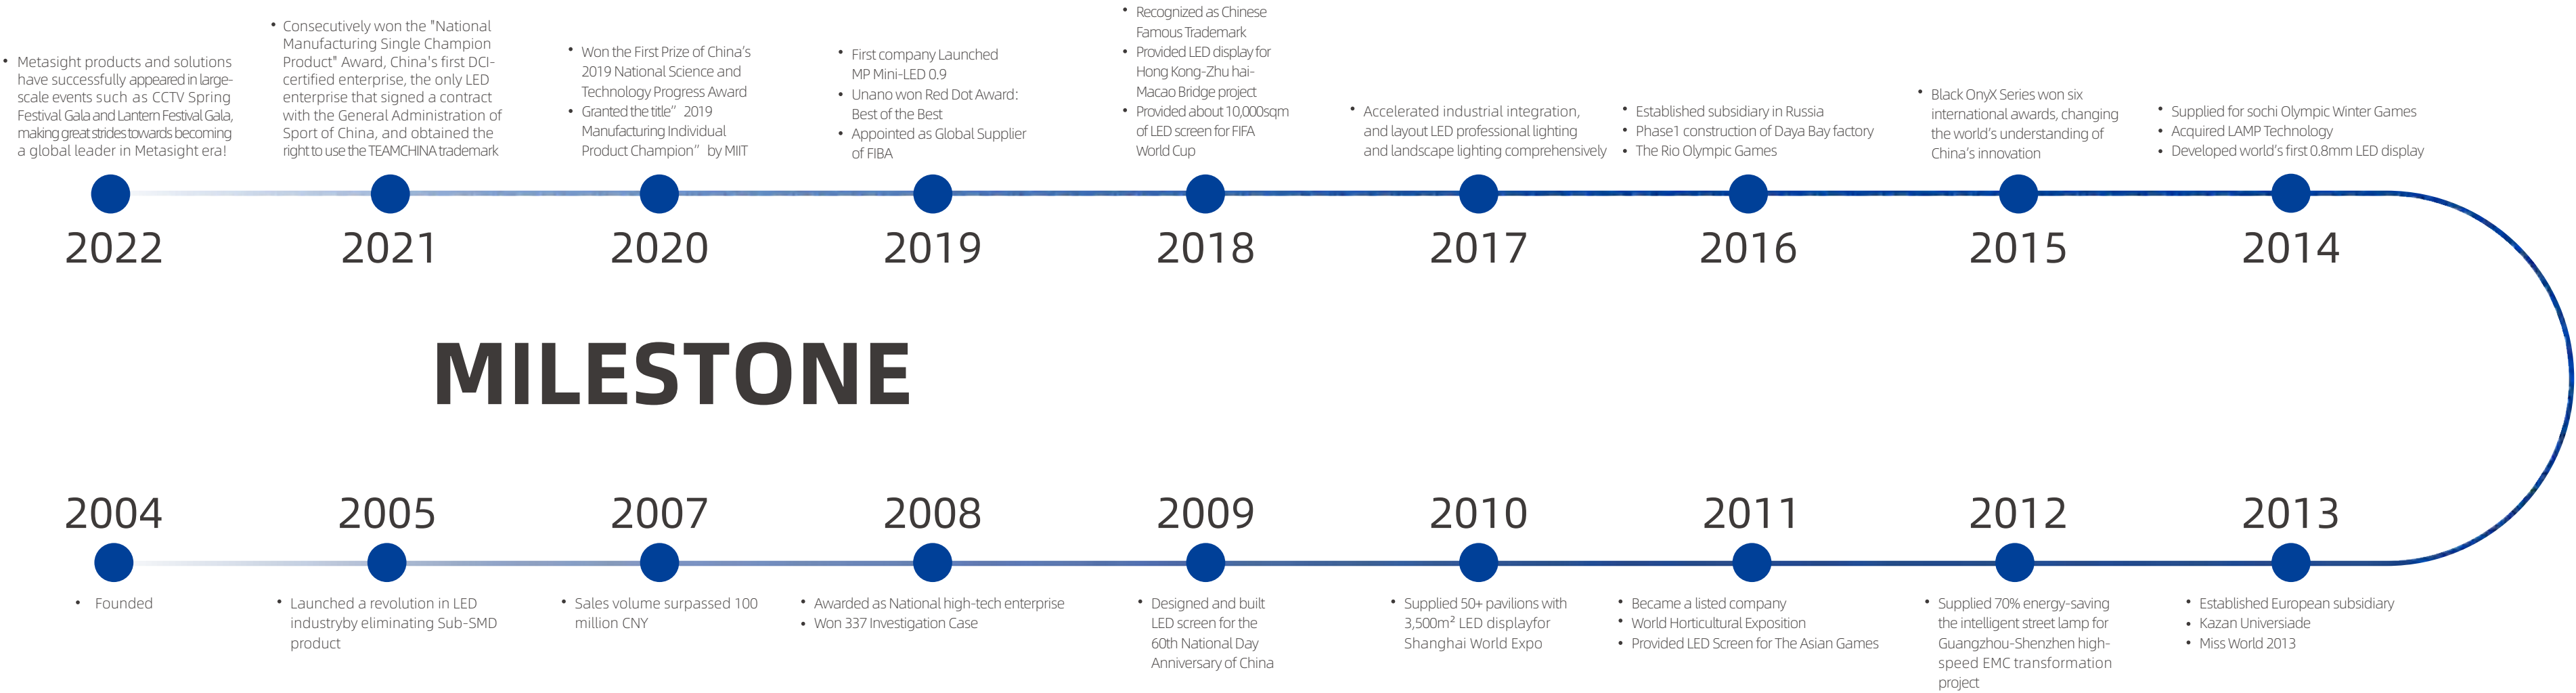 • Metasight products and solutions
have successfully appeared in large-
scale events such as CCTV Spring
Festival Gala and Lantern Festival Gala,
making great strides towards becoming
a global leader in Metasight era!
2022
• Consecutively won the "National
Manufacturing Single Champion
Product" Award, China's first DCI-
certified enterprise, the only LED
enterprise that signed a contract
with the General Administration of
Sport of China, and obtained the
right to use the TEAMCHINA trademark
2021
• Won the First Prize of China’s
2019 National Science and
Technology Progress Award
• Granted the title” 2019
Manufacturing Individual
Product Champion” by MIIT
2020
• First company Launched
MP Mini-LED 0.9
• Unano won Red Dot Award:
Best of the Best
• Appointed as Global Supplier
of FIBA
2019
• Recognized as Chinese
Famous Trademark
• Provided LED display for
Hong Kong-Zhu hai-
Macao Bridge project
• Provided about 10,000sqm
of LED screen for FIFA
World Cup
2018
• Accelerated industrial integration,
and layout LED professional lighting
and landscape lighting comprehensively
2017
• Established subsidiary in Russia
• Phase1 construction of Daya Bay factory
• The Rio Olympic Games
2016
• Black OnyX Series won six
international awards, changing
the world’s understanding of
China’s innovation
2015
• Supplied for sochi Olympic Winter Games
• Acquired LAMP Technology
• Developed world’s first 0.8mm LED display
2014
MILESTONE
2004
• Founded
2005
• Launched a revolution in LED
industryby eliminating Sub-SMD
product
2007
• Sales volume surpassed 100
million CNY
2008
• Awarded as National high-tech enterprise
• Won 337 Investigation Case
2009
• Designed and built
LED screen for the
60th National Day
Anniversary of China
2010
• Supplied 50+ pavilions with
3,500m² LED displayfor
Shanghai World Expo
2011
• Became a listed company
• World Horticultural Exposition
• Provided LED Screen for The Asian Games
2012
• Supplied 70% energy-saving
the intelligent street lamp for
Guangzhou-Shenzhen high-
speed EMC transformation
project
2013
• Established European subsidiary
• Kazan Universiade
• Miss World 2013